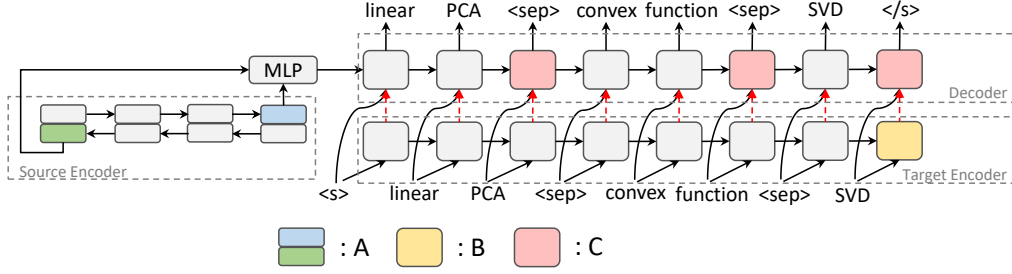 linear PCA <sep> convex function <sep> SVD </s>
MLP
Decoder
Source Encoder
Target Encoder
<s> linear PCA <sep> convex function <sep> SVD
: A : B : C